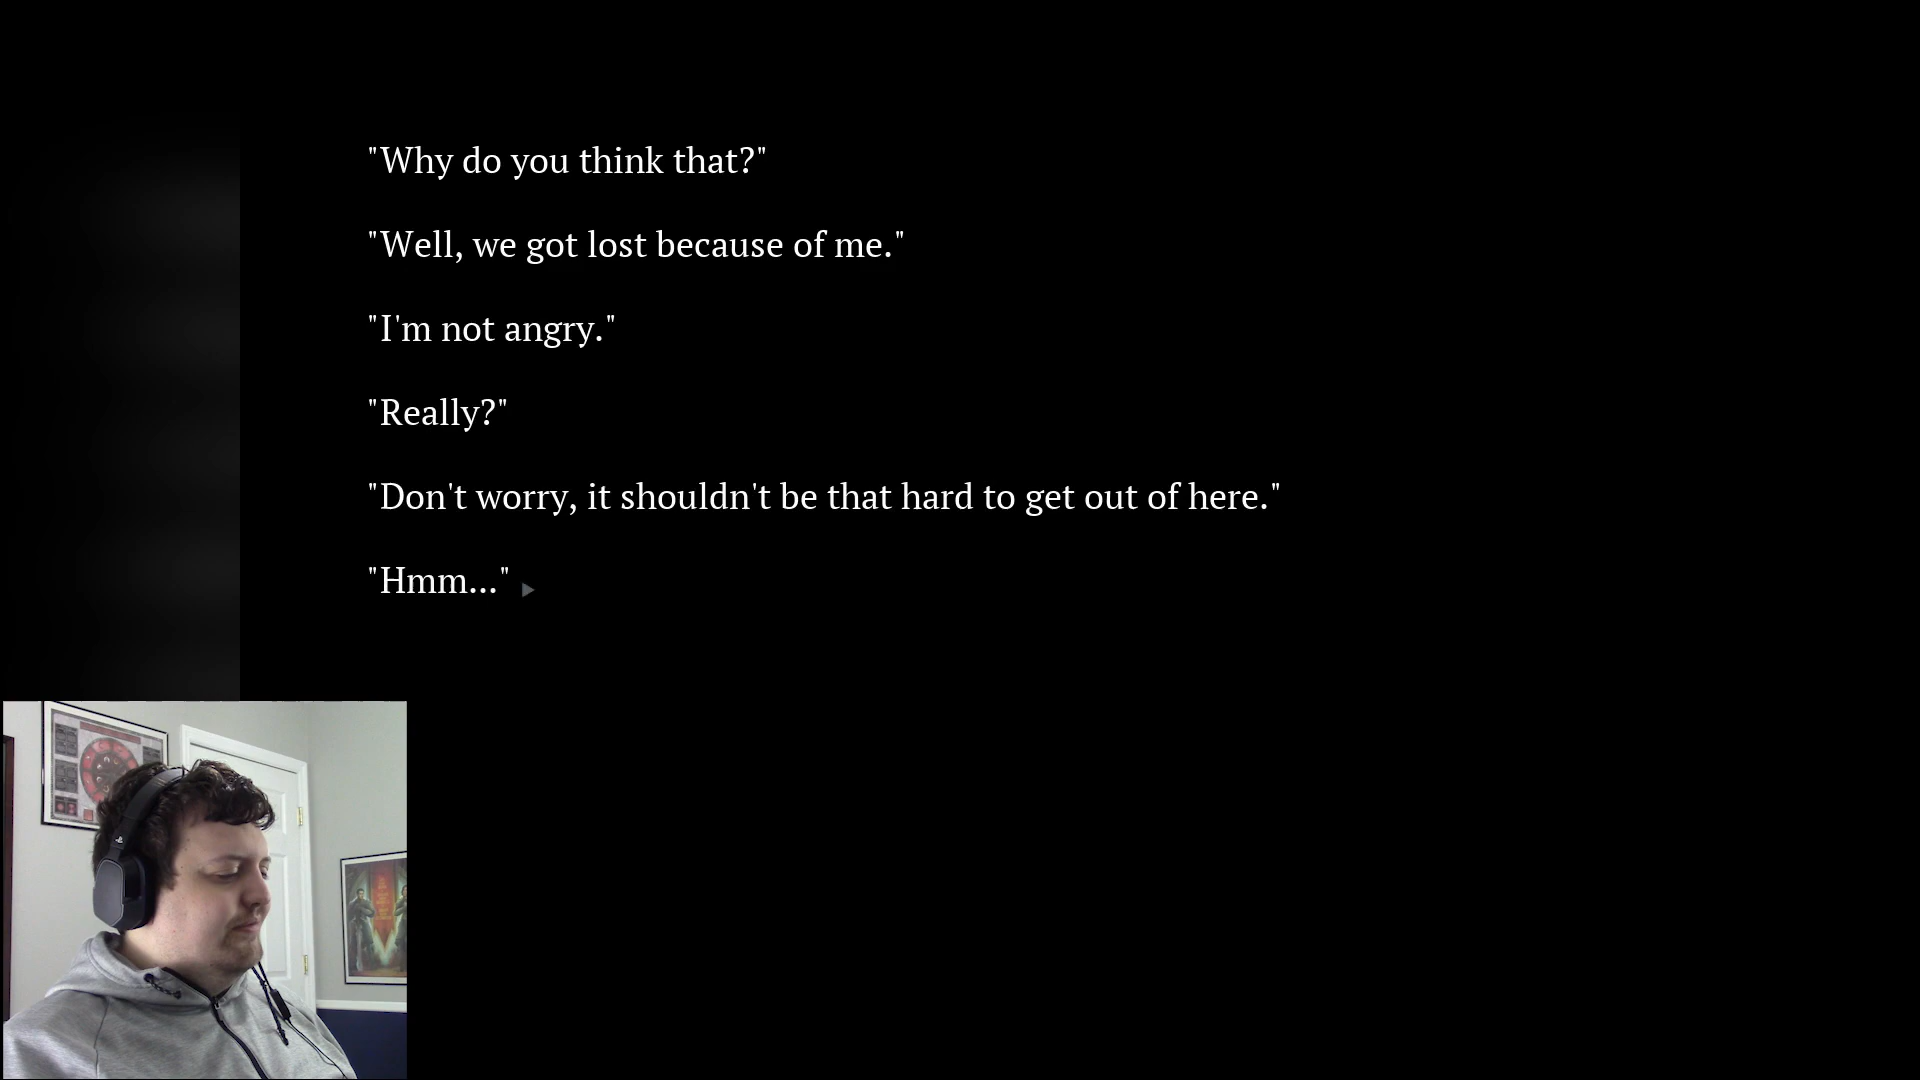 "Why do you think that?"
"Well, we got lost because of me."
"I'm not angry."
"Really?"
"Don't worry, it shouldn't be that hard to get out of here."
"Hmm..."